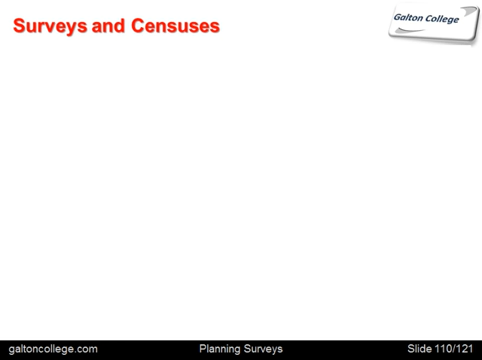 Surveys and Censuses
Galton College
galtoncollege.com
Planning Surveys
Slide 110/121